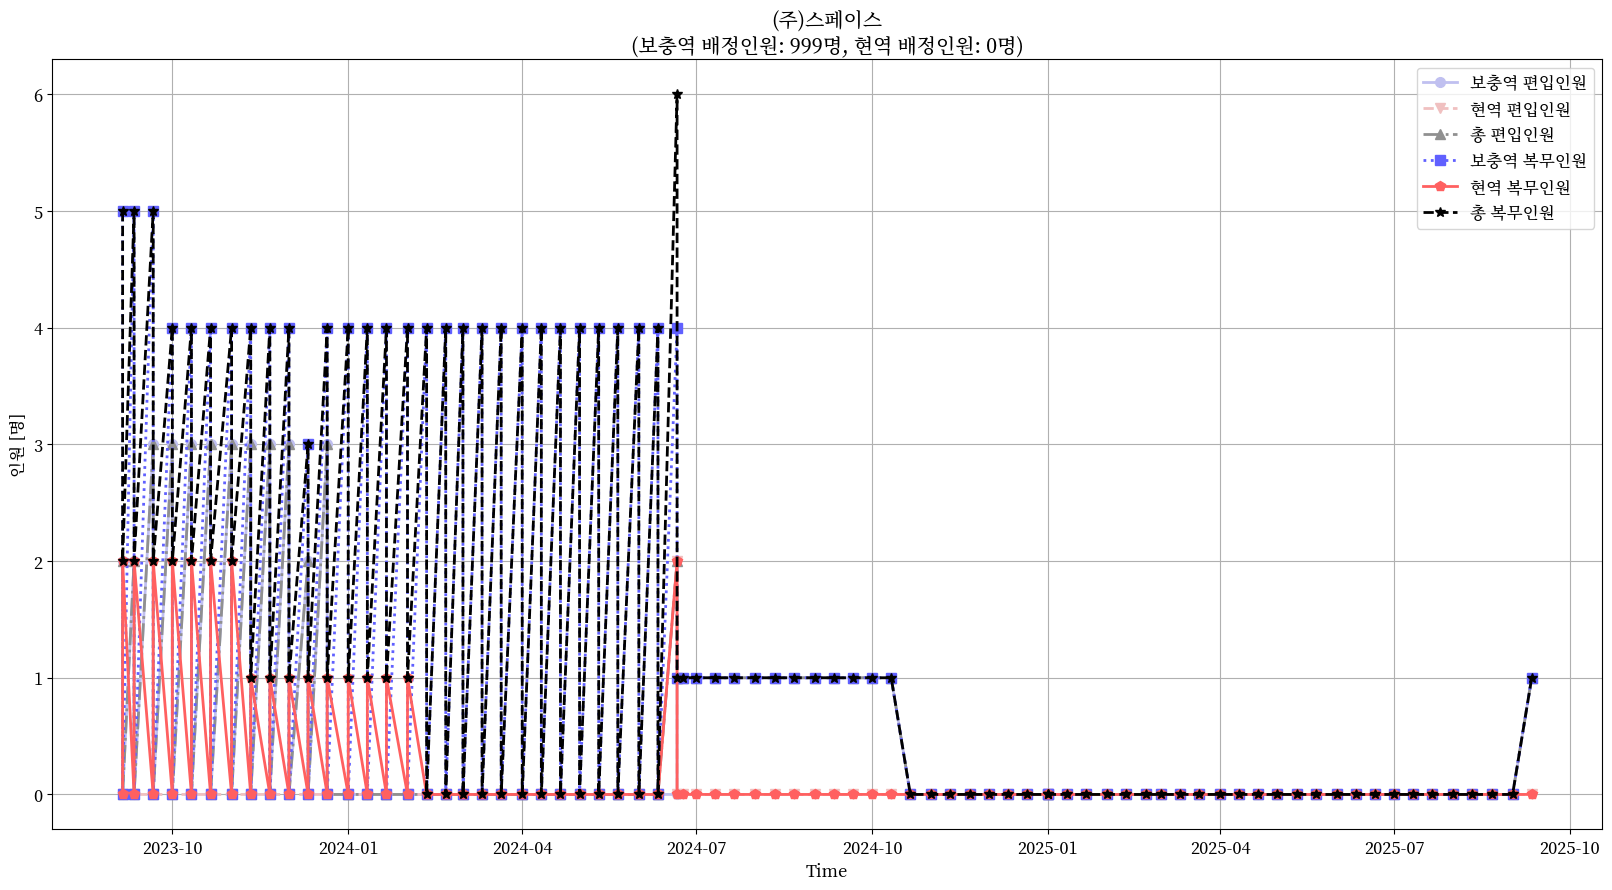 (주)스페이스
(보충역 배정인원: 999명, 현역 배정인원: 0명)
보충역 편입인원
현역 편입인원
총 편입인원
보충역 복무인원
현역 복무인원
총 복무인원
인원 [명]
6
5
4
3
2
1
0
2023-10
2024-01
2024-04
2024-07
2024-10
2025-01
2025-04
2025-07
2025-10
Time